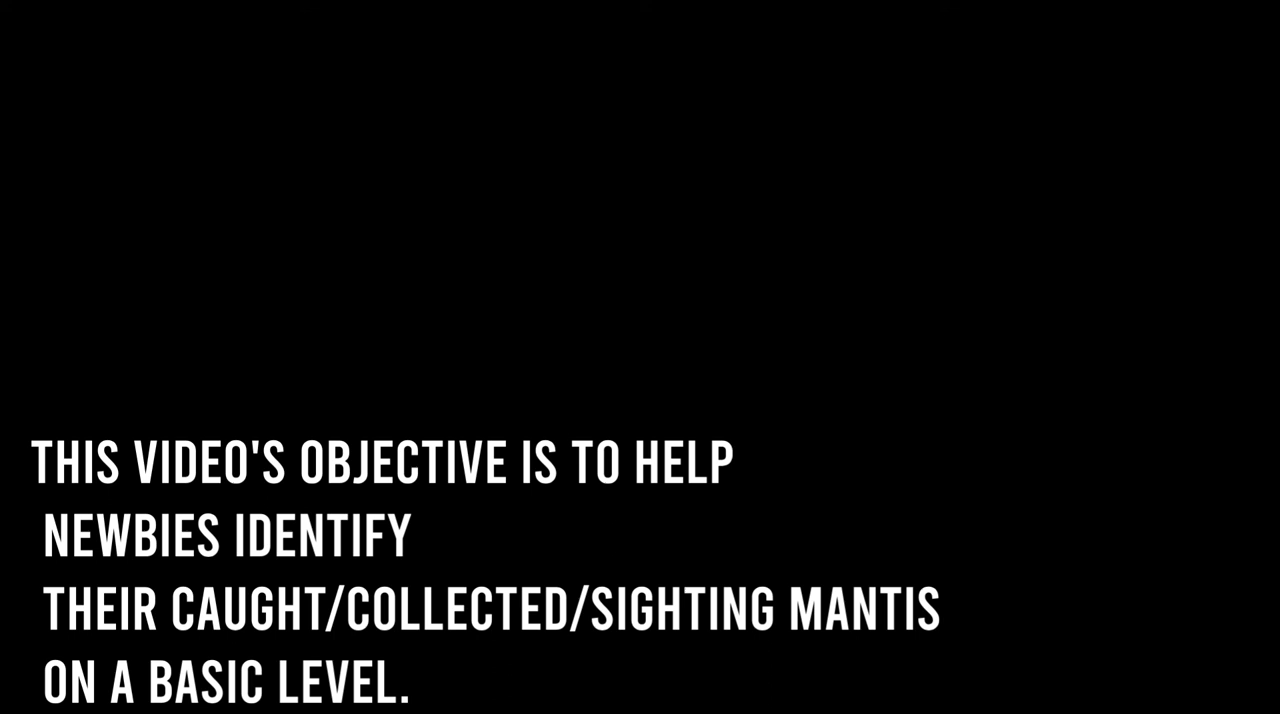 THIS VIDEO'S OBJECTIVE IS TO HELP
NEWBIES IDENTIFY
THEIR CAUGHT/COLLECTED/SIGHTING MANTIS
ON A BASIC LEVEL.